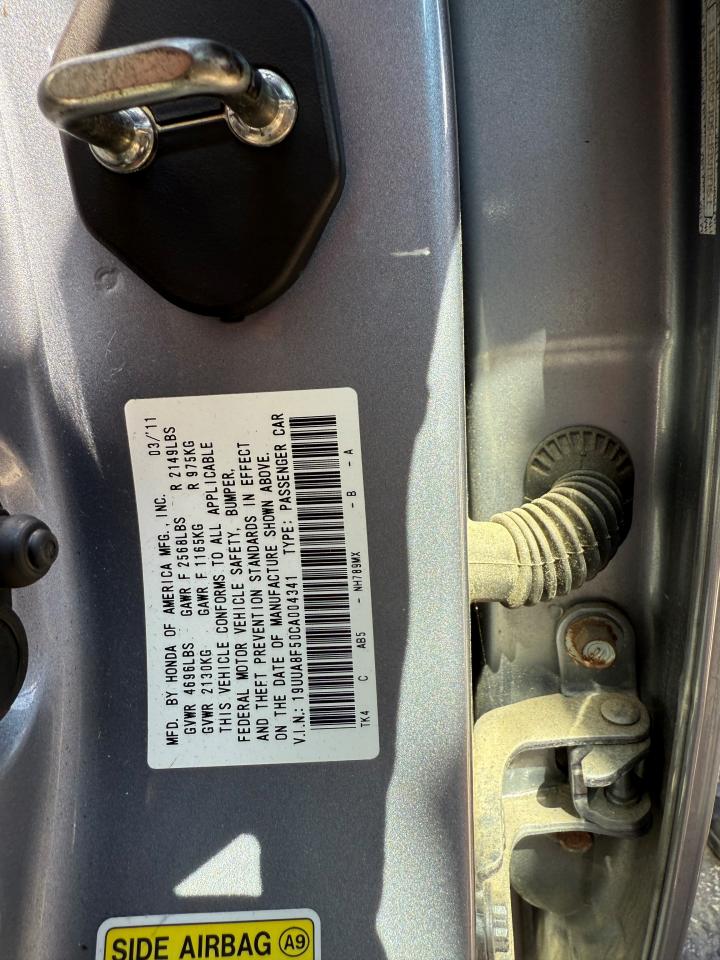 MFD. BY HONDA OF AMERICA MFG., INC. 03/'11
GVWR 4696LBS GAWR F 2568LBS R 2149LBS
GVWR 2130KG GAWR F 1165KG R 975KG
THIS VEHICLE CONFORMS TO ALL APPLICABLE
FEDERAL MOTOR VEHICLE SAFETY, BUMPER,
AND THEFT PREVENTION STANDARDS IN EFFECT
ON THE DATE OF MANUFACTURE SHOWN ABOVE.
V.I.N.: 19UUA8F50CA004341 TYPE: PASSENGER CAR
TK4 C AB5 - NH789MX - B - A
SIDE AIRBAG A9